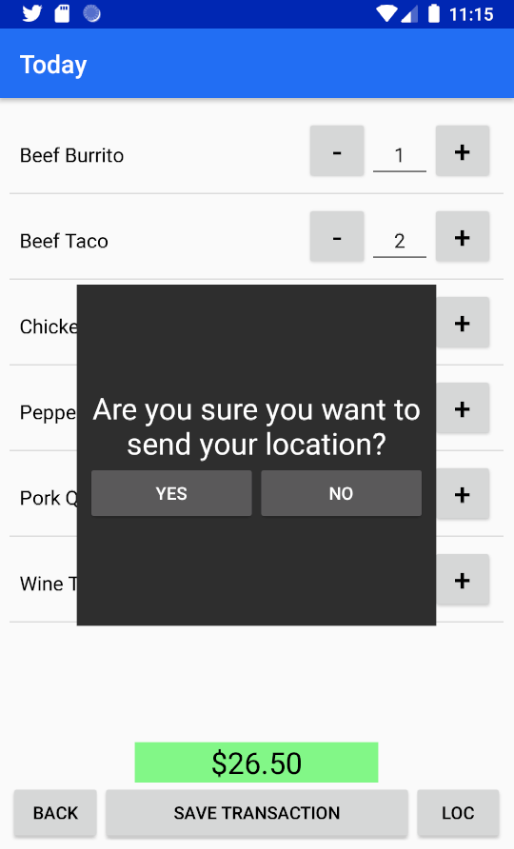 11:15
Today
Beef Burrito - 1 +
Beef Taco - 2 +
Chicke +
Peppe +
Pork +
Wine T +
Are you sure you want to
send your location?
YES NO
$26.50
BACK SAVE TRANSACTION LOC